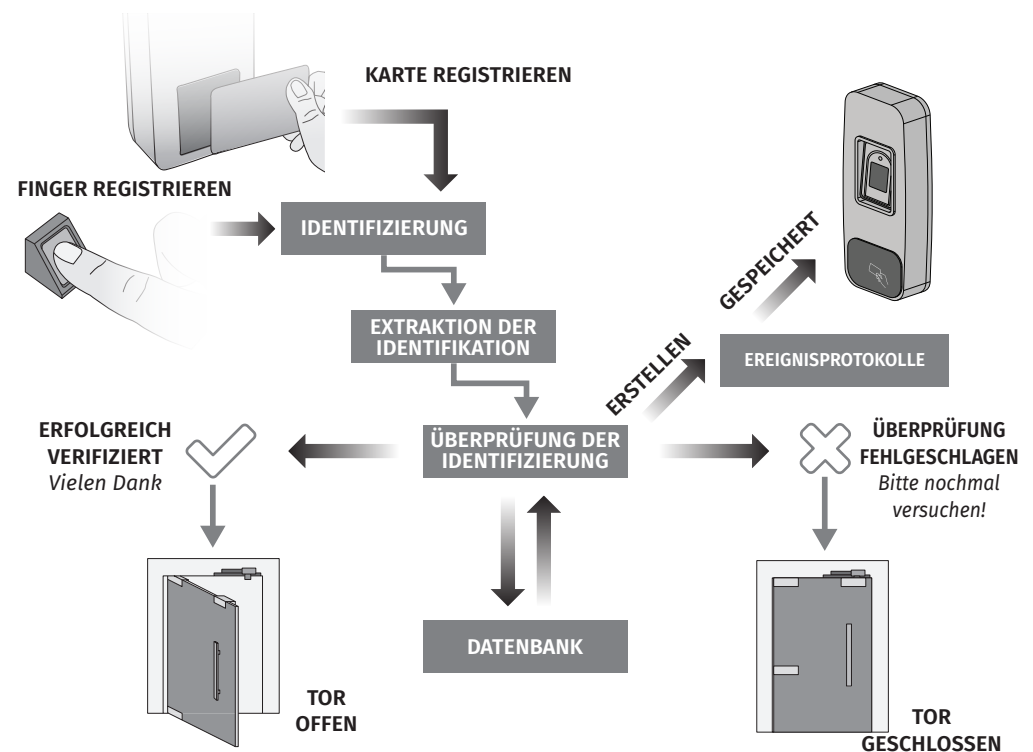 KARTE REGISTRIEREN
FINGER REGISTRIEREN
IDENTIFIZIERUNG
GESPEICHERT
EXTRAKTION DER
IDENTIFIKATION
ERSTELLEN
EREIGNISPROTOKOLLE
ERFOLGREICH
VERIFIZIERT
Vielen Dank
ÜBERPRÜFUNG DER
IDENTIFIZIERUNG
ÜBERPRÜFUNG
FEHLGESCHLAGEN
Bitte nochmal
versuchen!
DATENBANK
TOR
OFFEN
TOR
GESCHLOSSEN